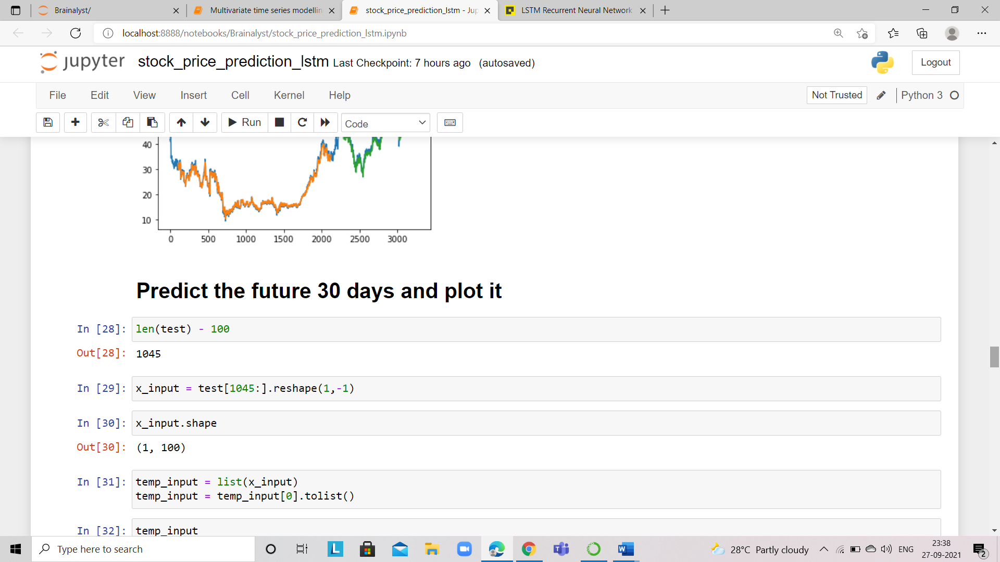 Brainalyst/
Multivariate time series modellin
stock_price_prediction_lstm - Jup
LSTM Recurrent Neural Network
localhost:8888/notebooks/Brainalyst/stock_price_prediction_lstm.ipynb
jupyter
stock_price_prediction_lstm Last Checkpoint: 7 hours ago (autosaved)
Logout
File Edit View Insert Cell Kernel Help
Not Trusted
Python 3
Run
Code
40
30
20
10
0 500 1000 1500 2000 2500 3000
Predict the future 30 days and plot it
In [28]: len(test) - 100
Out[28]: 1045
In [29]: x_input = test[1045:].reshape(1,-1)
In [30]: x_input.shape
Out[30]: (1, 100)
In [31]: temp_input = list(x_input)
temp_input = temp_input[0].tolist()
In [32]: temp_input
Type here to search
28°C Partly cloudy
ENG
23:38
27-09-2021
2